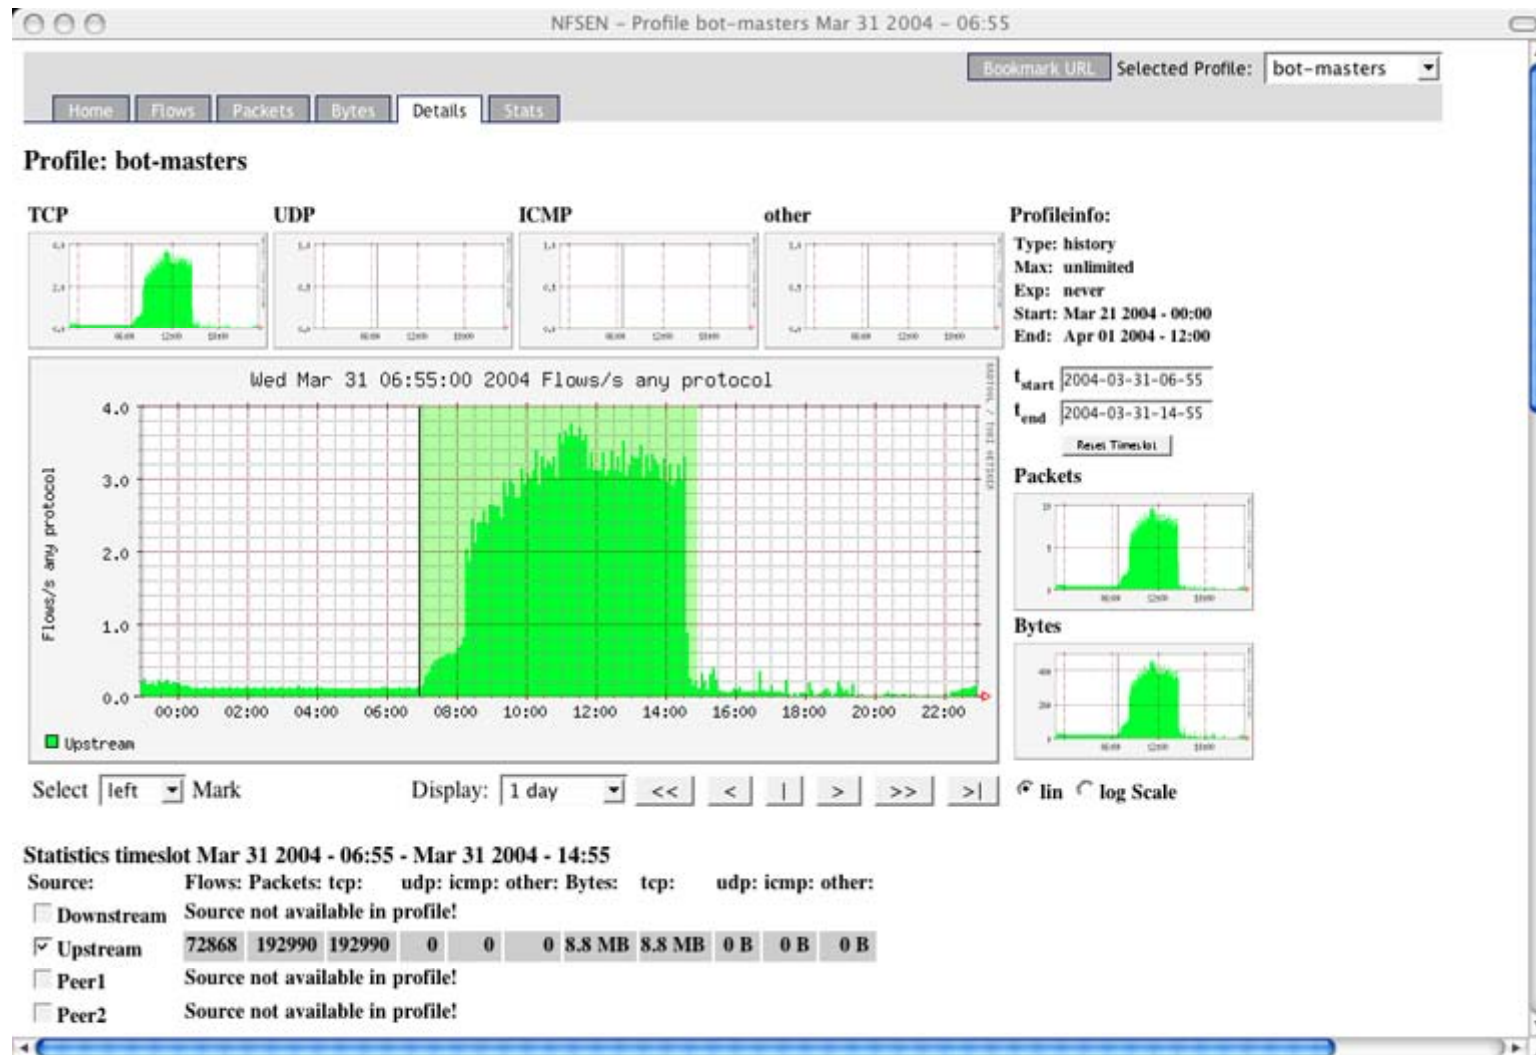 NFSEN - Profile bot-masters Mar 31 2004 - 06:55
Bookmark URL Selected Profile: bot-masters
Home Flows Packets Bytes Details Stats
Profile: bot-masters
TCP UDP ICMP other Profileinfo:
Type: history
Max: unlimited
Exp: never
Start: Mar 21 2004 - 00:00
End: Apr 01 2004 - 12:00
Wed Mar 31 06:55:00 2004 Flows/s any protocol
Flows/s any protocol
4.0
3.0
2.0
1.0
0.0
00:00 02:00 04:00 06:00 08:00 10:00 12:00 14:00 16:00 18:00 20:00 22:00
Upstream
tstart 2004-03-31-06-55
tend 2004-03-31-14-55
Reset Timeslot
Packets
Bytes
Select left Mark Display: 1 day << < | > >> >| lin log Scale
Statistics timeslot Mar 31 2004 - 06:55 - Mar 31 2004 - 14:55
Source: Flows: Packets: tcp: udp: icmp: other: Bytes: tcp: udp: icmp: other:
Downstream Source not available in profile!
Upstream 72868 192990 192990 0 0 0 8.8 MB 8.8 MB 0 B 0 B 0 B
Peer1 Source not available in profile!
Peer2 Source not available in profile!